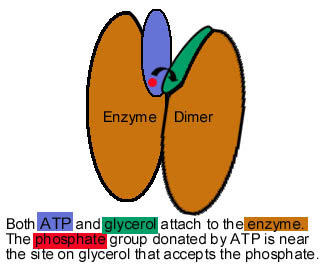 Enzyme Dimer
Both ATP and glycerol attach to the enzyme.
The phosphate group donated by ATP is near
the site on glycerol that accepts the phosphate.